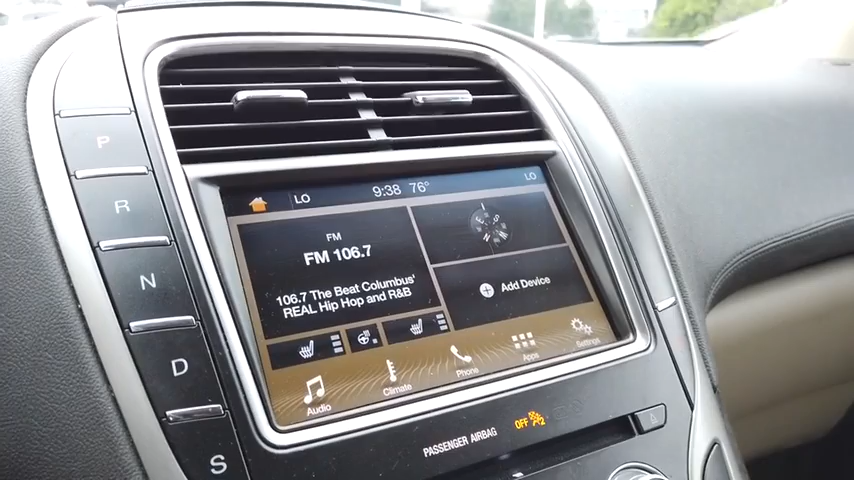 P
R
N
D
S
LO
9:38 76°
LO
FM
FM 106.7
106.7 The Beat Columbus'
REAL Hip Hop and R&B
Add Device
Audio
Climate
Phone
Apps
Settings
PASSENGER AIRBAG
OFF